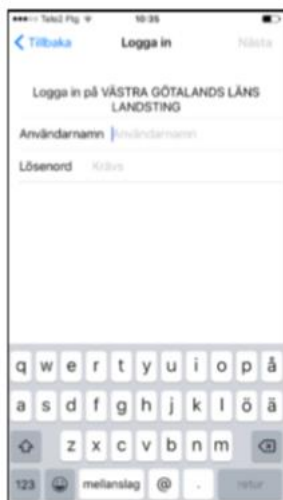 Tele2 Plg 10:35
Tillbaka Logga in Nästa
Logga in på VÄSTRA GÖTALANDS LÄNS
LANDSTING
Användarnamn Användarnamn
Lösenord Krävs
q w e r t y u i o p å
a s d f g h j k l ö ä
z x c v b n m
123 mellanslag @ . retur